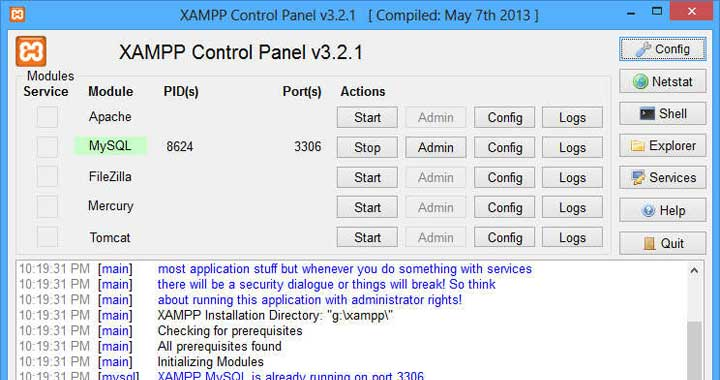 XAMPP Control Panel v3.2.1 [ Compiled: May 7th 2013 ]
XAMPP Control Panel v3.2.1
Config
Modules
Service Module PID(s) Port(s) Actions
Netstat
Apache Start Admin Config Logs
Shell
MySQL 8624 3306 Stop Admin Config Logs
Explorer
FileZilla Start Admin Config Logs
Services
Mercury Start Admin Config Logs
Help
Tomcat Start Admin Config Logs
Quit
10:19:31 PM [main] most application stuff but whenever you do something with services
10:19:31 PM [main] there will be a security dialogue or things will break! So think
10:19:31 PM [main] about running this application with administrator rights!
10:19:31 PM [main] XAMPP Installation Directory: "g:\xampp\"
10:19:31 PM [main] Checking for prerequisites
10:19:31 PM [main] All prerequisites found
10:19:31 PM [main] Initializing Modules
10:19:31 PM [mysql] XAMPP MySQL is already running on port 3306